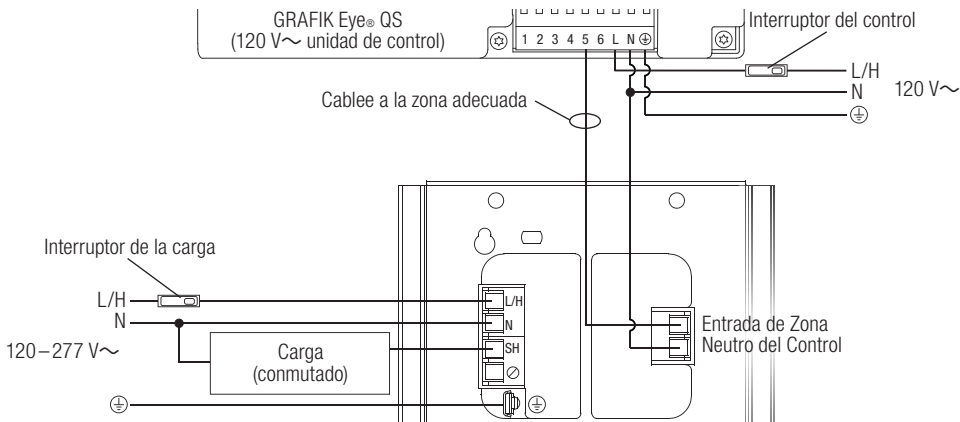 GRAFIK Eye® QS
(120 V～ unidad de control)
1 2 3 4 5 6 L N
Interruptor del control
L/H
N
120 V～
Cablee a la zona adecuada
Interruptor de la carga
L/H
N
120–277 V～
Carga
(conmutado)
L/H
N
SH
Entrada de Zona
Neutro del Control